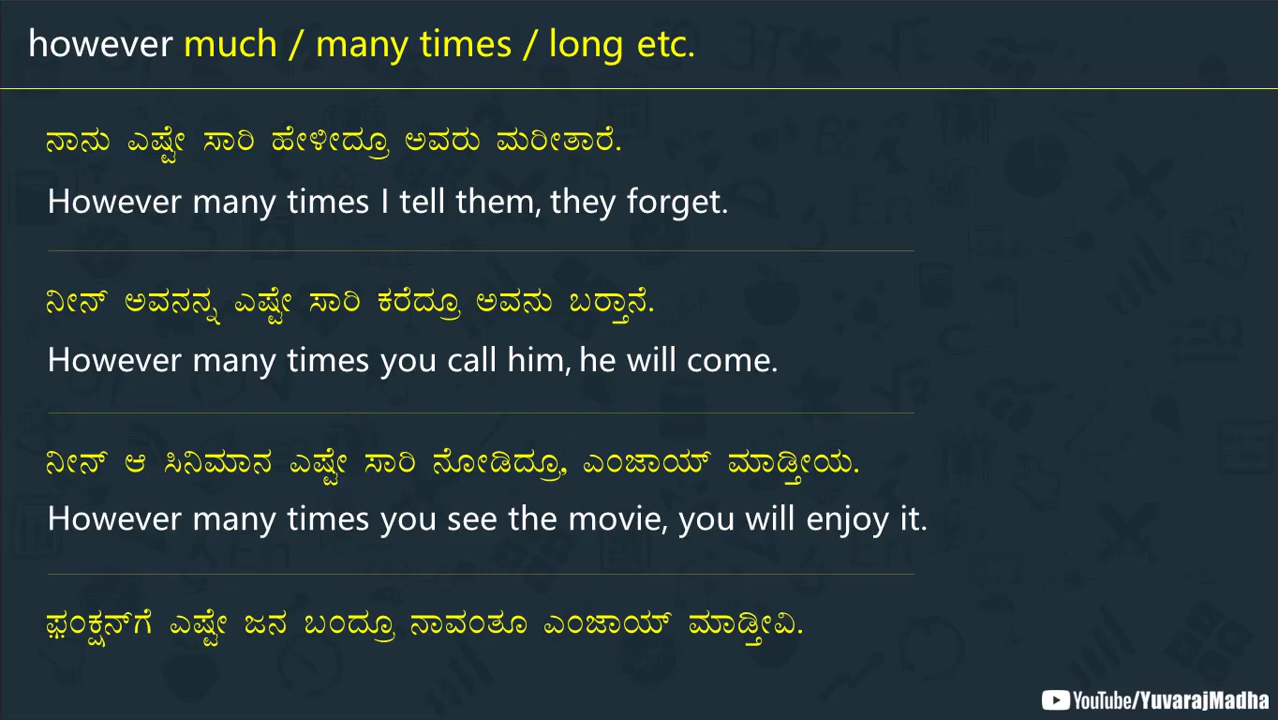 however much / many times / long etc.
ನಾನು ಎಷ್ಟೇ ಸಾರಿ ಹೇಳೀದ್ರೂ ಅವರು ಮರೀತಾರೆ.
However many times I tell them, they forget.
ನೀನ್ ಅವನನ್ನ ಎಷ್ಟೇ ಸಾರಿ ಕರೆದ್ರೂ ಅವನು ಬರ‍್ತಾನೆ.
However many times you call him, he will come.
ನೀನ್ ಆ ಸಿನಿಮಾನ ಎಷ್ಟೇ ಸಾರಿ ನೋಡಿದ್ರೂ, ಎಂಜಾಯ್ ಮಾಡ್ತೀಯ.
However many times you see the movie, you will enjoy it.
ಫ಼ಂಕ್ಷನ್‌ಗೆ ಎಷ್ಟೇ ಜನ ಬಂದ್ರೂ ನಾವಂತೂ ಎಂಜಾಯ್ ಮಾಡ್ತೀವಿ.
YouTube/YuvarajMadha